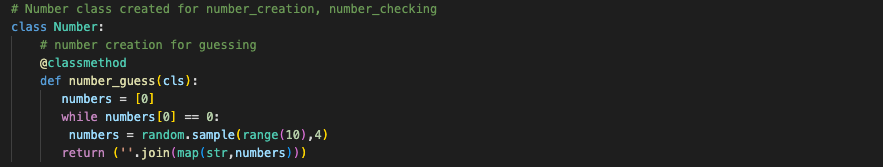 # Number class created for number_creation, number_checking
class Number:
    # number creation for guessing
    @classmethod
    def number_guess(cls):
       numbers = [0]
       while numbers[0] == 0:
        numbers = random.sample(range(10),4)
       return (''.join(map(str,numbers)))